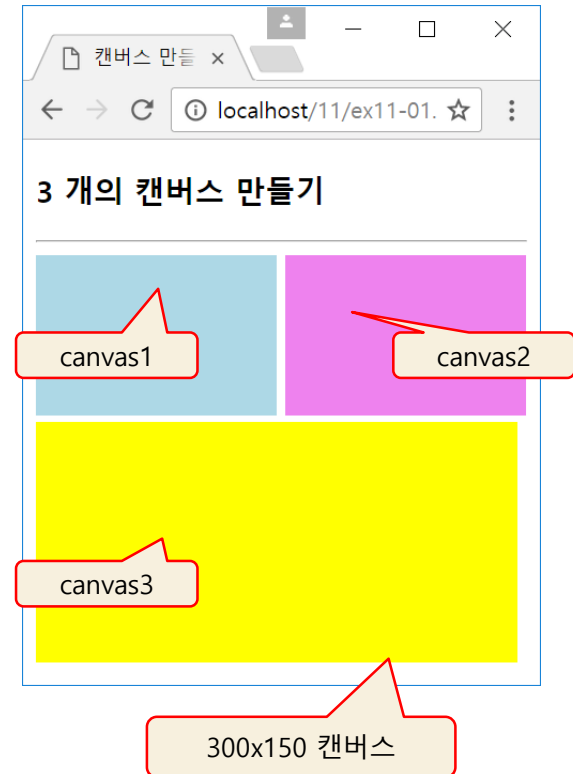 캔버스 만들
localhost/11/ex11-01.
3 개의 캔버스 만들기
canvas1
canvas2
canvas3
300x150 캔버스